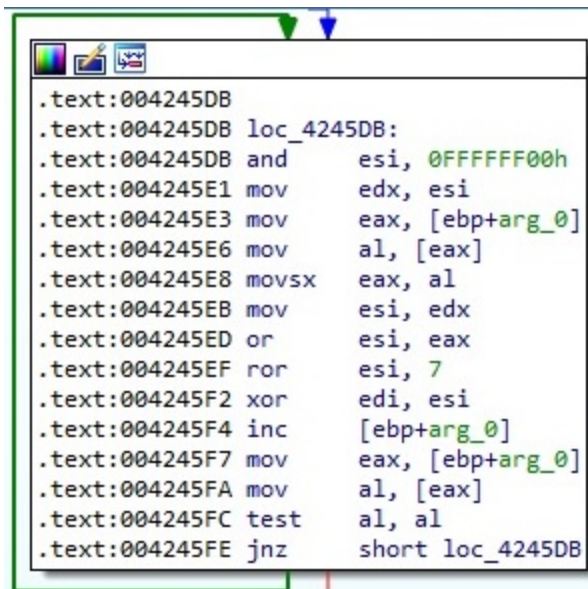 .text:004245DB
.text:004245DB loc_4245DB:
.text:004245DB and esi, 0FFFFFF00h
.text:004245E1 mov edx, esi
.text:004245E3 mov eax, [ebp+arg_0]
.text:004245E6 mov al, [eax]
.text:004245E8 movsx eax, al
.text:004245EB mov esi, edx
.text:004245ED or esi, eax
.text:004245EF ror esi, 7
.text:004245F2 xor edi, esi
.text:004245F4 inc [ebp+arg_0]
.text:004245F7 mov eax, [ebp+arg_0]
.text:004245FA mov al, [eax]
.text:004245FC test al, al
.text:004245FE jnz short loc_4245DB